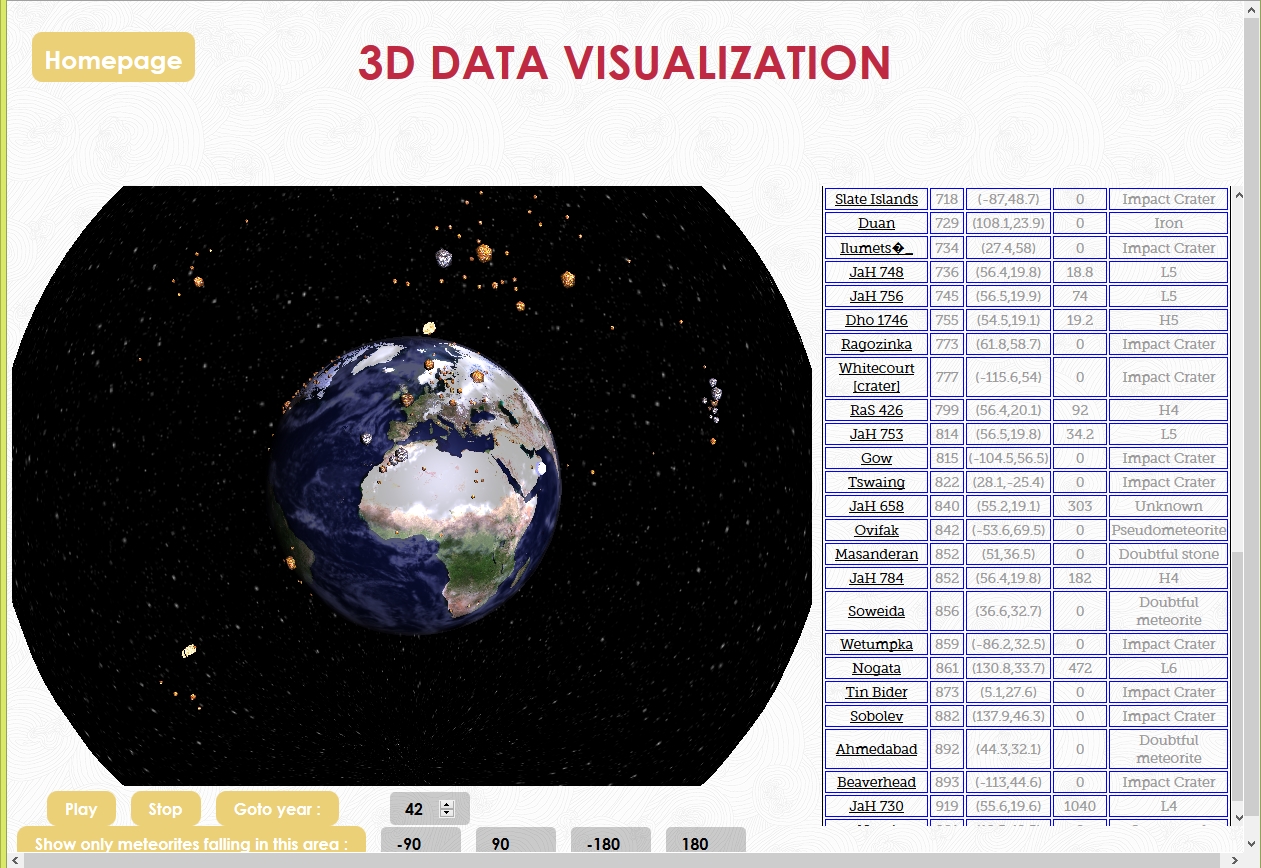 Homepage
3D DATA VISUALIZATION
Slate Islands 718 (-87,48.7) 0 Impact Crater
Duan 729 (108.1,23.9) 0 Iron
Ilumets�_ 734 (27.4,58) 0 Impact Crater
JaH 748 736 (56.4,19.8) 18.8 L5
JaH 756 745 (56.5,19.9) 74 L5
Dho 1746 755 (54.5,19.1) 19.2 H5
Ragozinka 773 (61.8,58.7) 0 Impact Crater
Whitecourt
[crater] 777 (-115.6,54) 0 Impact Crater
RaS 426 799 (56.4,20.1) 92 H4
JaH 753 814 (56.5,19.8) 34.2 L5
Gow 815 (-104.5,56.5) 0 Impact Crater
Tswaing 822 (28.1,-25.4) 0 Impact Crater
JaH 658 840 (55.2,19.1) 303 Unknown
Ovifak 842 (-53.6,69.5) 0 Pseudometeorite
Masanderan 852 (51,36.5) 0 Doubtful stone
JaH 784 852 (56.4,19.8) 182 H4
Soweida 856 (36.6,32.7) 0 Doubtful
meteorite
Wetumpka 859 (-86.2,32.5) 0 Impact Crater
Nogata 861 (130.8,33.7) 472 L6
Tin Bider 873 (5.1,27.6) 0 Impact Crater
Sobolev 882 (137.9,46.3) 0 Impact Crater
Ahmedabad 892 (44.3,32.1) 0 Doubtful
meteorite
Beaverhead 893 (-113,44.6) 0 Impact Crater
JaH 730 919 (55.6,19.6) 1040 L4
Play Stop Goto year : 42
Show only meteorites falling in this area : -90 90 -180 180